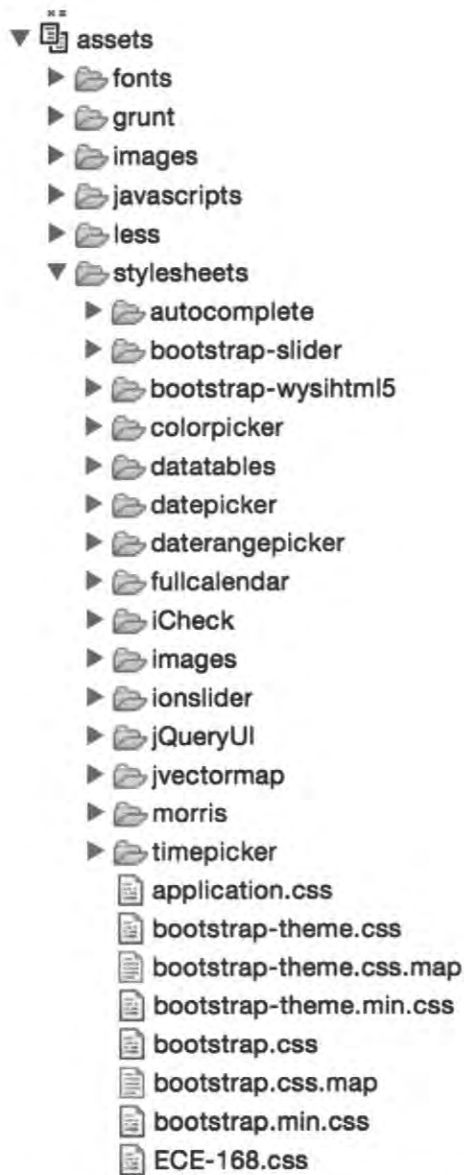 assets
fonts
grunt
images
javascripts
less
stylesheets
autocomplete
bootstrap-slider
bootstrap-wysihtml5
colorpicker
datatables
datepicker
daterangepicker
fullcalendar
iCheck
images
ionslider
jQueryUI
jvectormap
morris
timepicker
application.css
bootstrap-theme.css
bootstrap-theme.css.map
bootstrap-theme.min.css
bootstrap.css
bootstrap.css.map
bootstrap.min.css
ECE-168.css